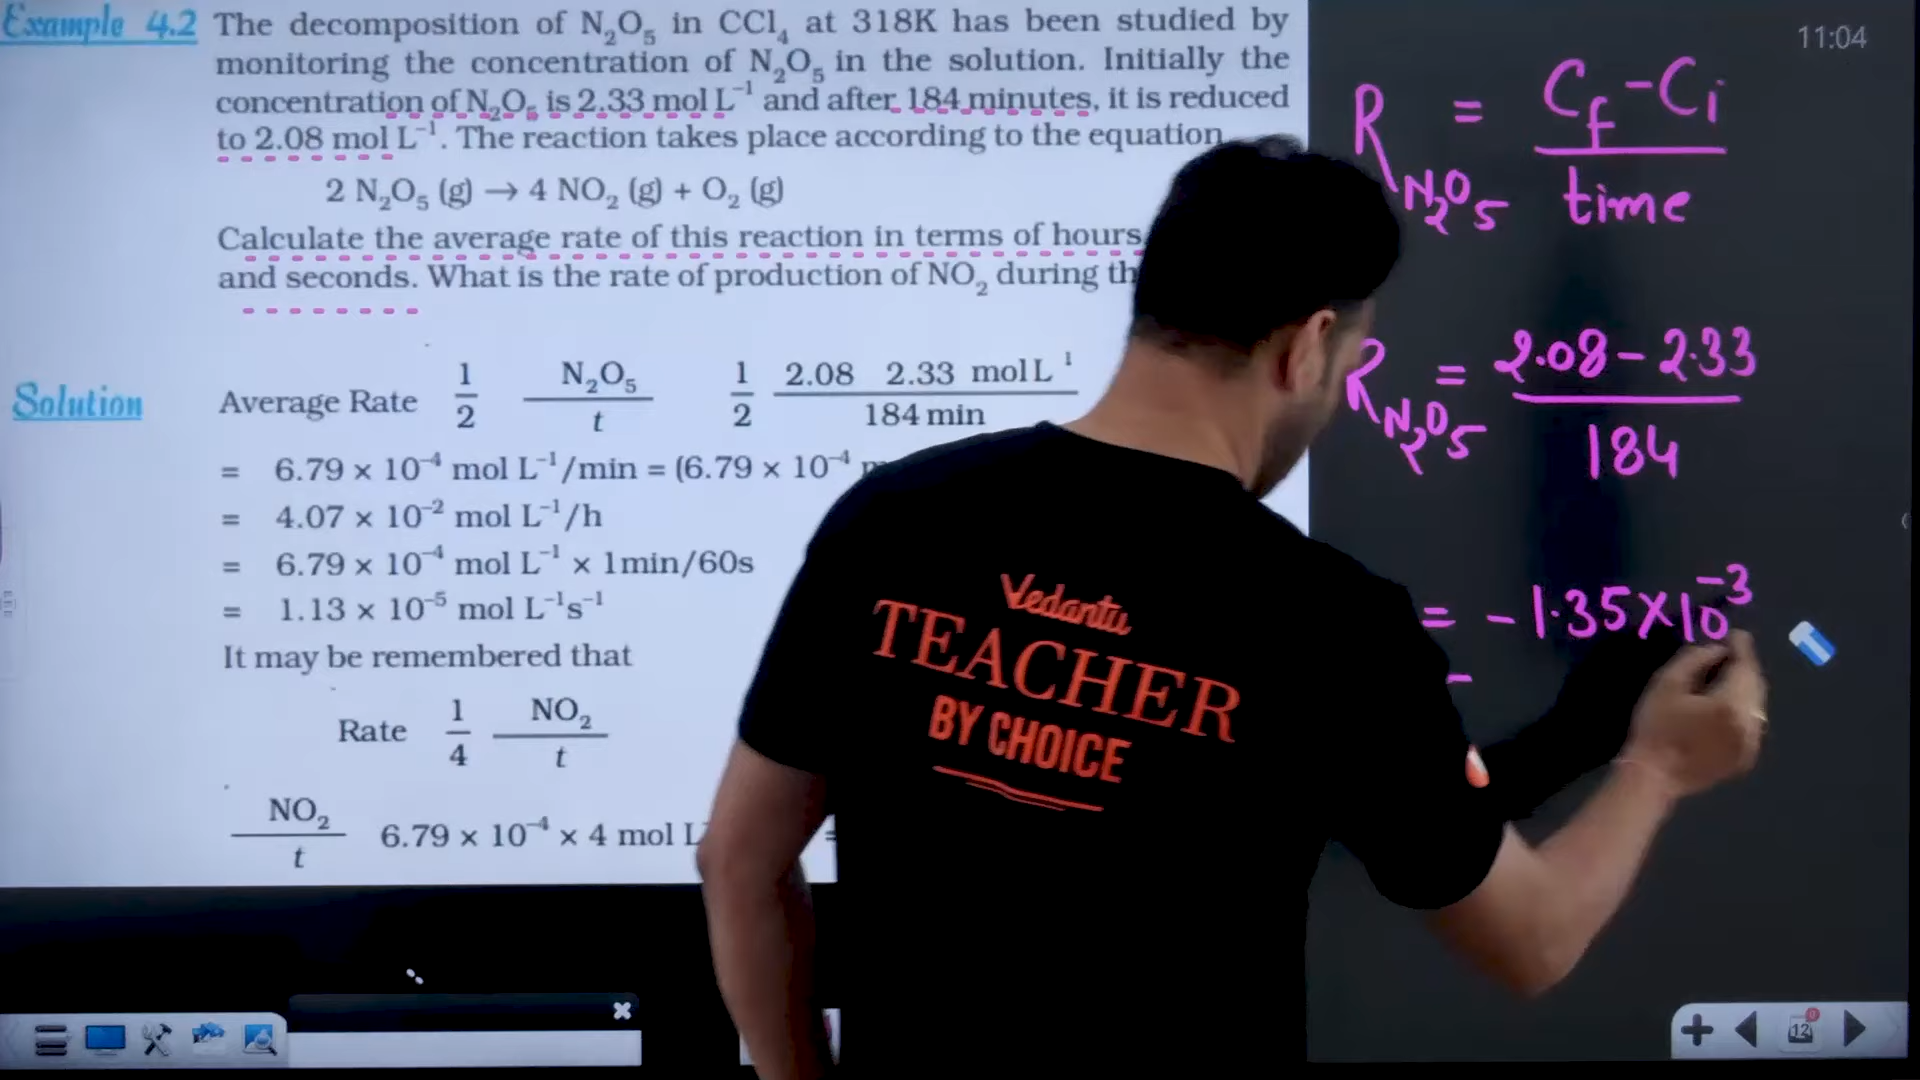 Example 4.2 The decomposition of N₂O₅ in CCl₄ at 318K has been studied by
monitoring the concentration of N₂O₅ in the solution. Initially the
concentration of N₂O₅ is 2.33 mol L⁻¹ and after 184 minutes, it is reduced
to 2.08 mol L⁻¹. The reaction takes place according to the equation
2 N₂O₅ (g) → 4 NO₂ (g) + O₂ (g)
Calculate the average rate of this reaction in terms of hours
and seconds. What is the rate of production of NO₂ during
Solution
Average Rate 1/2 N₂O₅/t 1/2 2.08 2.33 mol L ¹/184 min
= 6.79 × 10⁻⁴ mol L⁻¹/min = (6.79 × 10⁻⁴
= 4.07 × 10⁻² mol L⁻¹/h
= 6.79 × 10⁻⁴ mol L⁻¹ × 1min/60s
= 1.13 × 10⁻⁵ mol L⁻¹s⁻¹
It may be remembered that
Rate 1/4 NO₂/t
NO₂/t 6.79 × 10⁻⁴ × 4 mol L
11:04
R N₂O₅ = Cf - Ci / time
R N₂O₅ = 2.08 - 2.33 / 184
= - 1.35 × 10⁻³
Vedantu
TEACHER
BY CHOICE
12